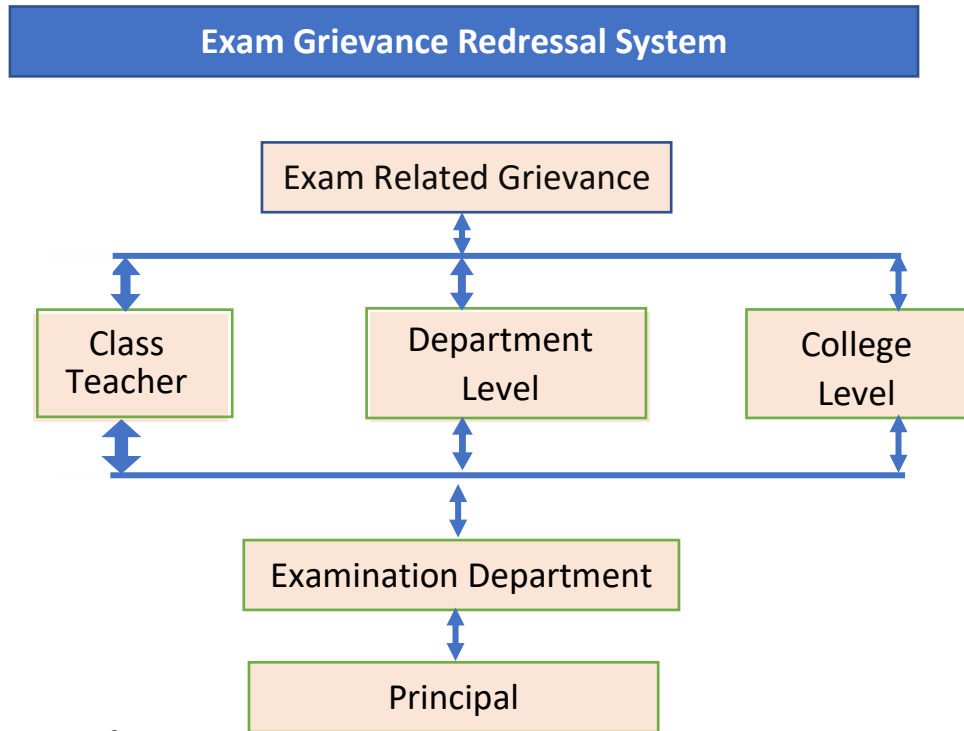 Exam Grievance Redressal System
Exam Related Grievance
Class
Teacher
Department
Level
College
Level
Examination Department
Principal